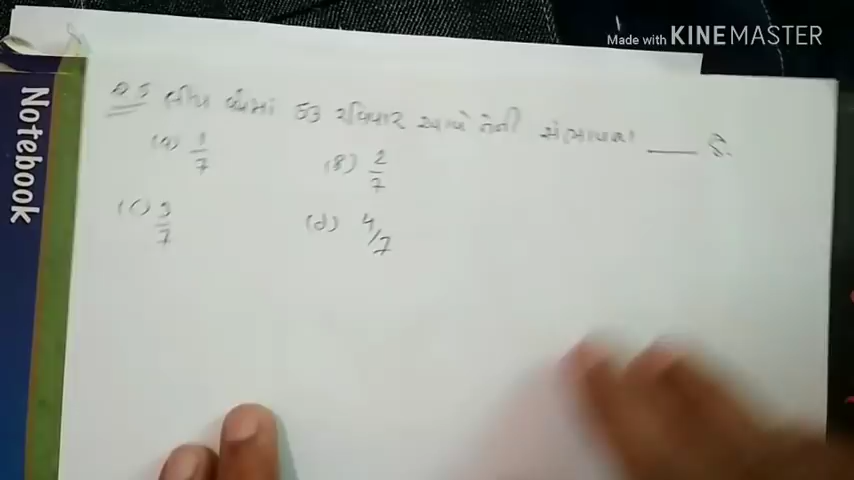 Made with KINEMASTER
Notebook
Q5 લીપ વર્ષમાં 53 રવિવાર આવે તેની સંભાવના ___ છે.
(a) 1/7 (B) 2/7
(C) 3/7 (d) 4/7